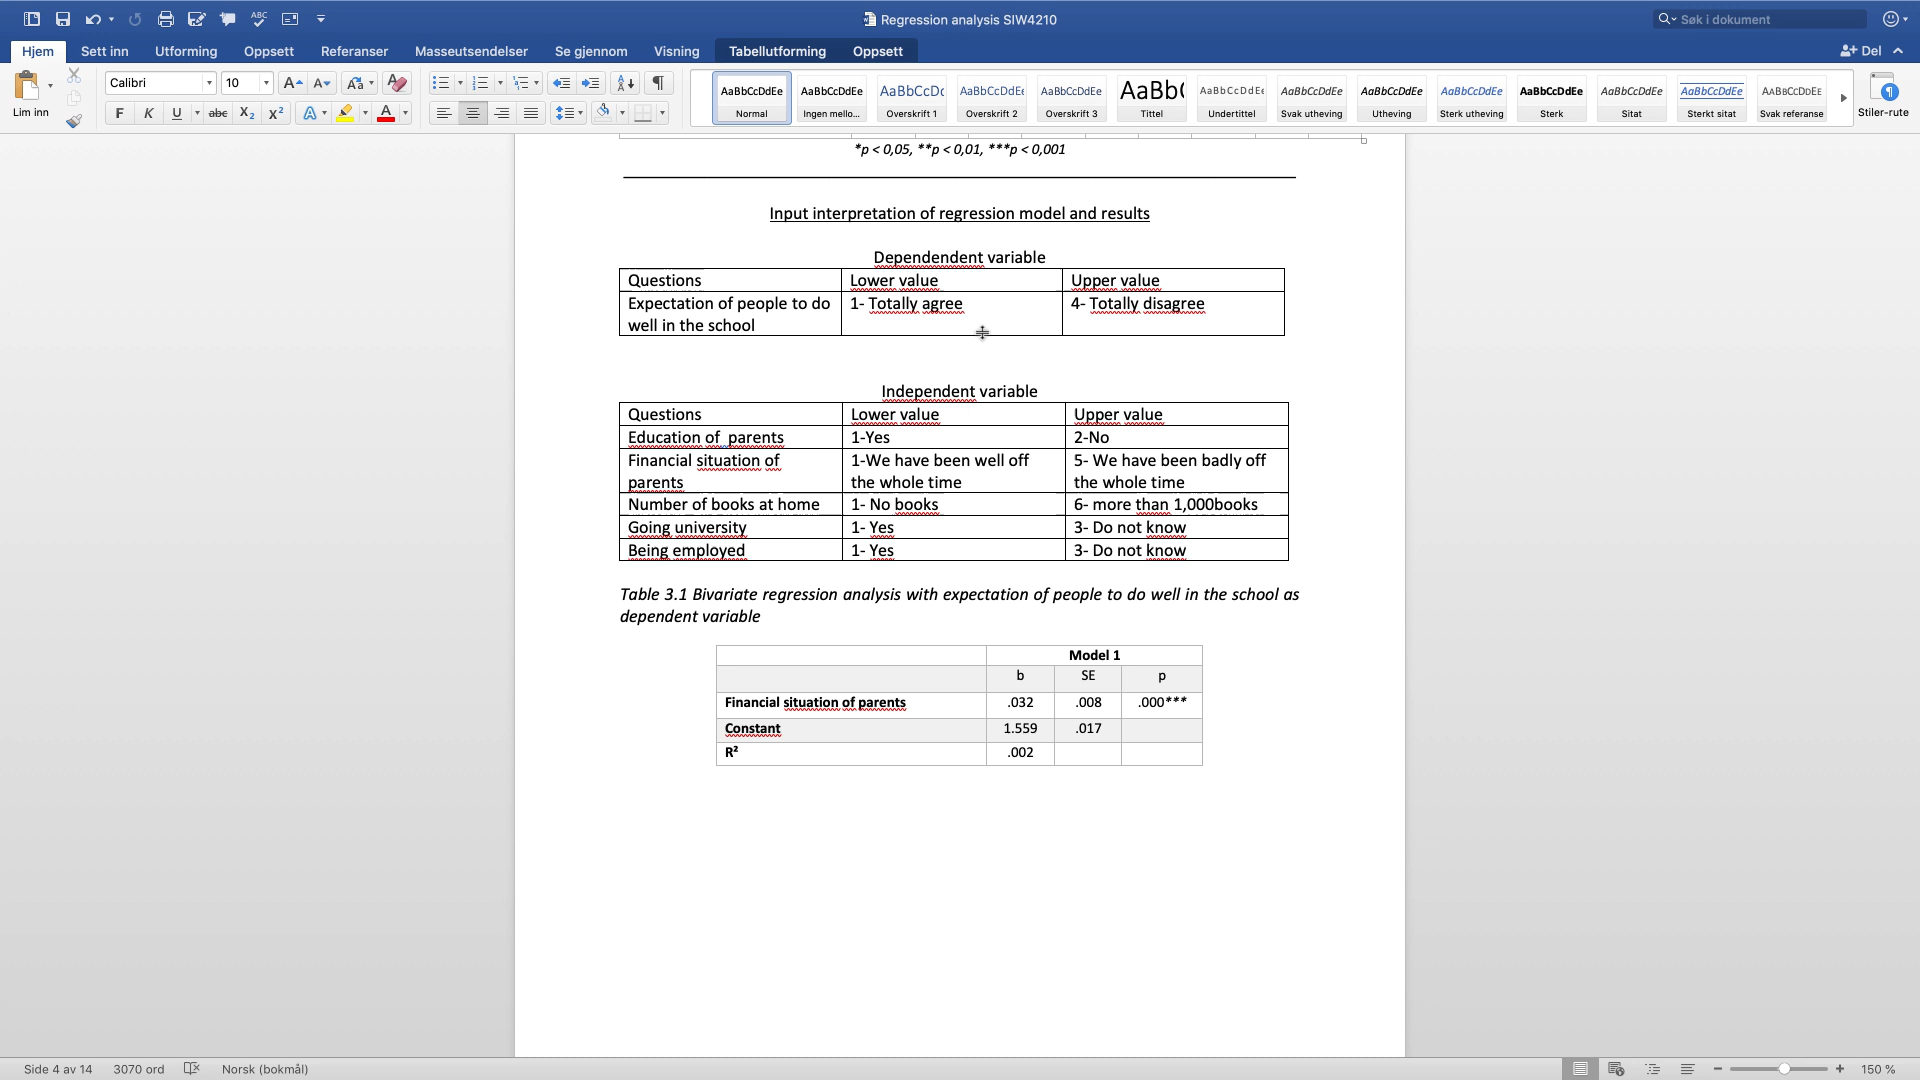 Regression analysis SIW4210
Søk i dokument
Hjem Sett inn Utforming Oppsett Referanser Masseutsendelser Se gjennom Visning Tabellutforming Oppsett
Del
Lim inn
Calibri 10
F K U abc X₂ X²
AaBbCcDdEe AaBbCcDdEe AaBbCcDc AaBbCcDdEe AaBbCcDdEe AaBb( AaBbCcDdEe AaBbCcDdEe AaBbCcDdEe AaBbCcDdEe AaBbCcDdEe AaBbCcDdEe AaBbCcDdEe AaBbCcDdEe
Normal Ingen mello... Overskrift 1 Overskrift 2 Overskrift 3 Tittel Undertittel Svak utheving Utheving Sterk utheving Sterk Sitat Sterkt sitat Svak referanse
Stiler-rute
*p < 0,05, **p < 0,01, ***p < 0,001
Input interpretation of regression model and results
Dependendent variable
Questions Lower value Upper value
Expectation of people to do 1- Totally agree 4- Totally disagree
well in the school
Independent variable
Questions Lower value Upper value
Education of parents 1-Yes 2-No
Financial situation of 1-We have been well off 5- We have been badly off
parents the whole time the whole time
Number of books at home 1- No books 6- more than 1,000books
Going university 1- Yes 3- Do not know
Being employed 1- Yes 3- Do not know
Table 3.1 Bivariate regression analysis with expectation of people to do well in the school as
dependent variable
Model 1
b SE p
Financial situation of parents .032 .008 .000***
Constant 1.559 .017
R² .002
Side 4 av 14 3070 ord Norsk (bokmål) 150 %